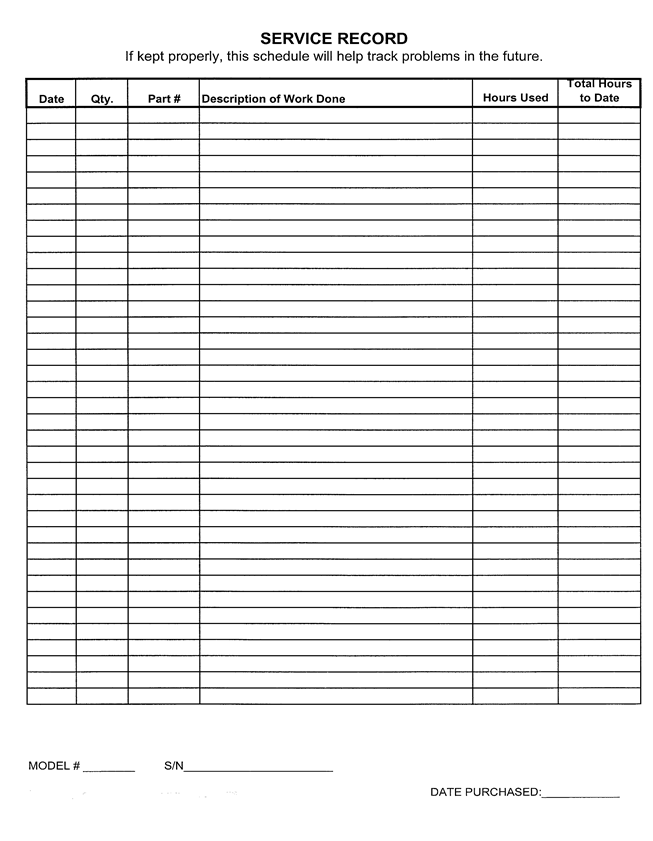 SERVICE RECORD
If kept properly, this schedule will help track problems in the future.
Date Qty. Part # Description of Work Done Hours Used Total Hours to Date
MODEL # ________ S/N______________________
DATE PURCHASED:____________